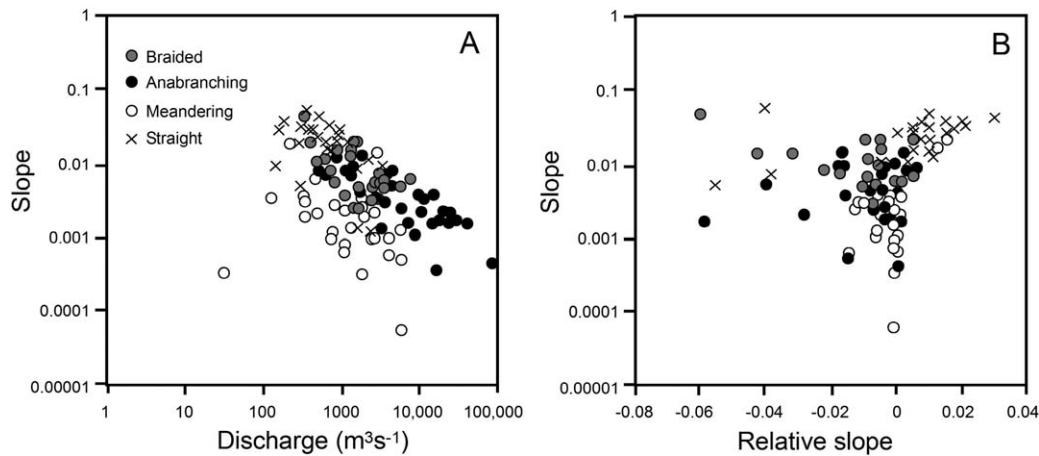 A
Braided
Anabranching
Meandering
Straight
Slope
1
0.1
0.01
0.001
0.0001
0.00001
1
10
100
1000
10,000
100,000
Discharge (m³s⁻¹)
B
Slope
1
0.1
0.010
0.001
0.0001
0.00001
-0.08
-0.06
-0.04
-0.02
0
0.02
0.04
Relative slope